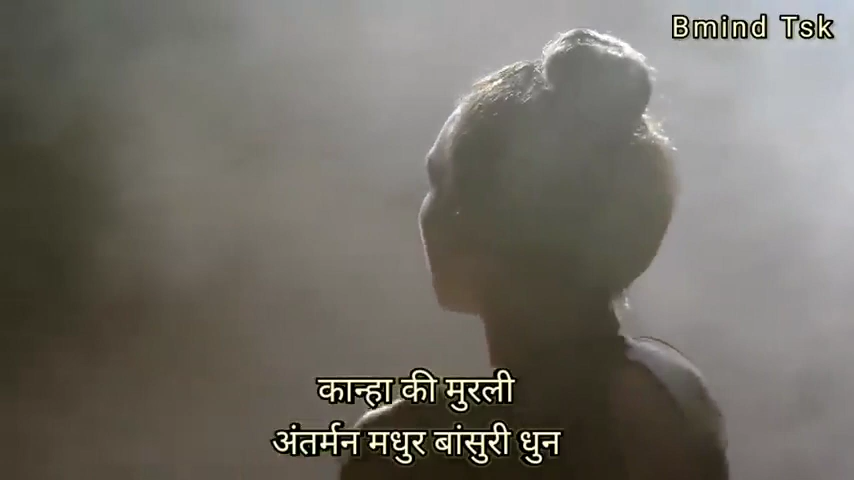 Bmind Tsk
कान्हा की मुरली
अंतर्मन मधुर बांसुरी धुन